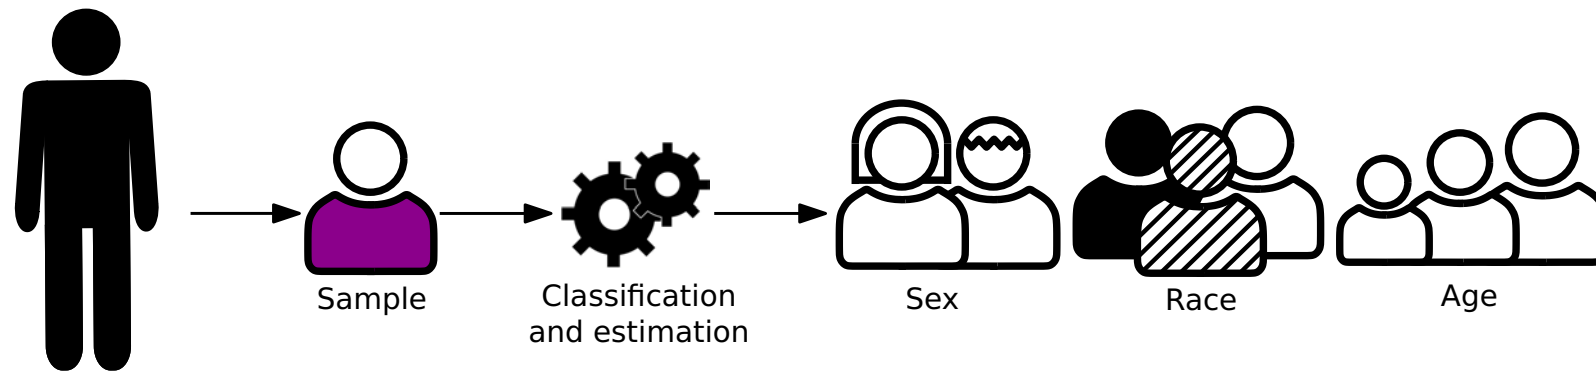 Sample
Classification
and estimation
Sex
Race
Age